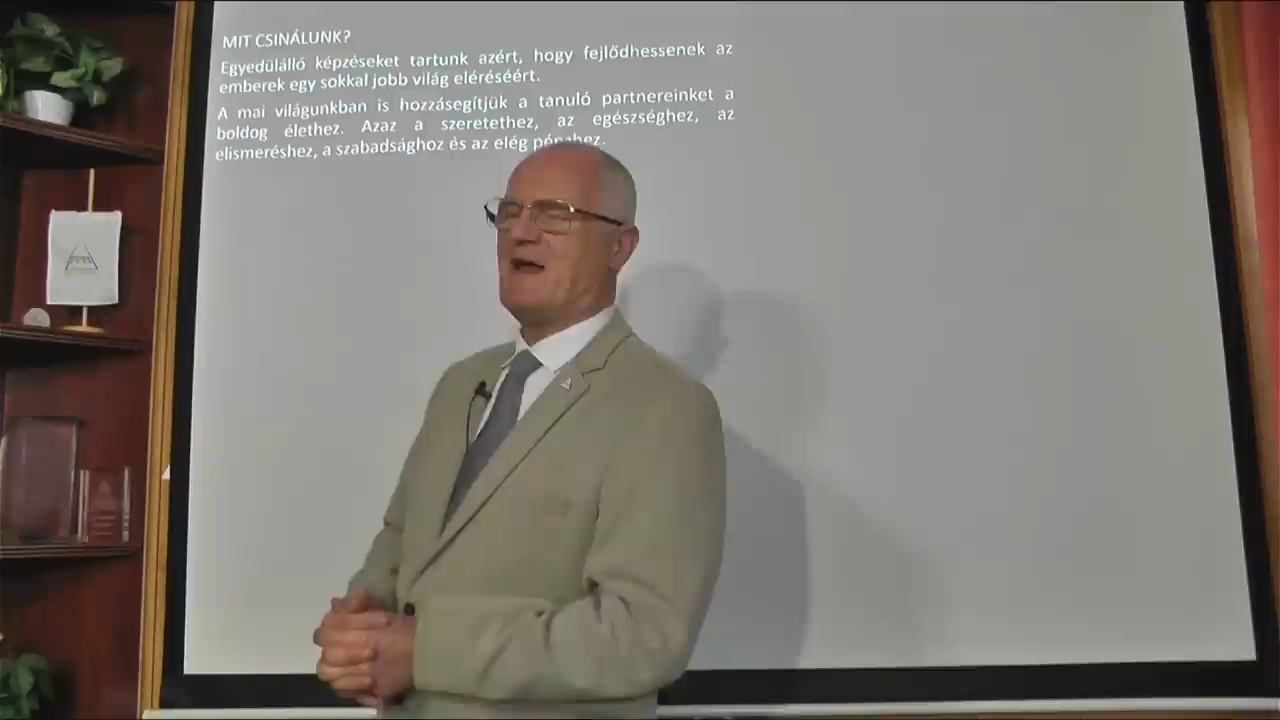 MIT CSINÁLUNK?
Egyedülálló képzéseket tartunk azért, hogy fejlődhessenek az
emberek egy sokkal jobb világ eléréséért.
A mai világunkban is hozzásegítjük a tanuló partnereinket a
boldog élethez. Azaz a szeretethez, az egészséghez, az
elismeréshez, a szabadsághoz és az elég pénzhez.